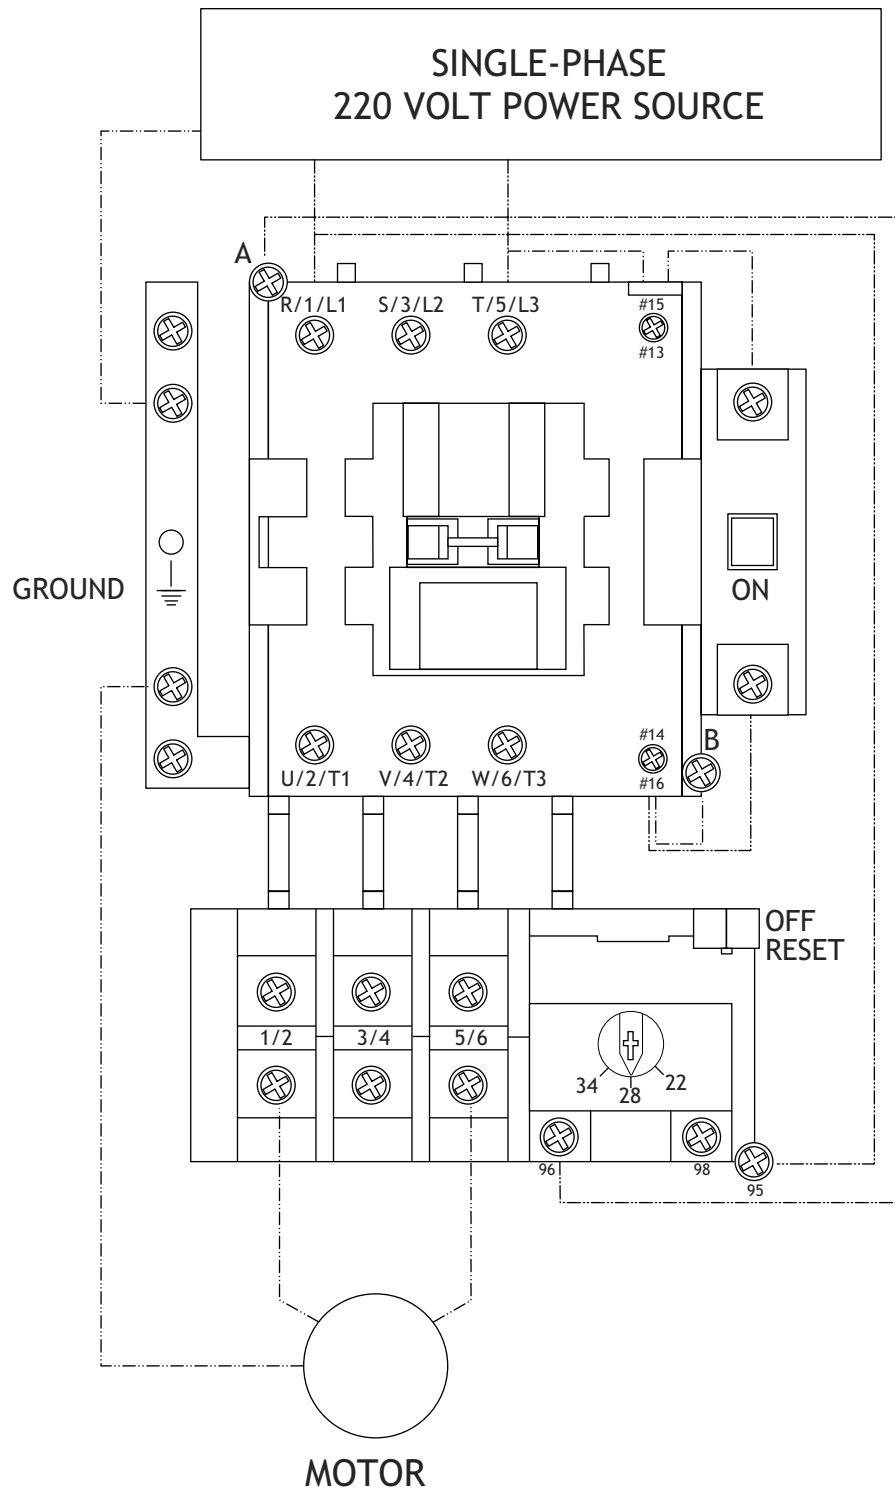 SINGLE-PHASE
220 VOLT POWER SOURCE
A
R/1/L1 S/3/L2 T/5/L3 #15
#13
GROUND
ON
#14
B
U/2/T1 V/4/T2 W/6/T3 #16
OFF
RESET
1/2 3/4 5/6
34 28 22
96 98 95
MOTOR